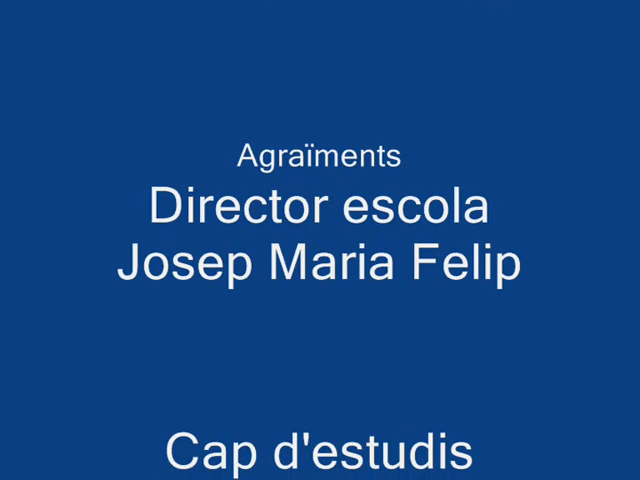 Agraïments
Director escola
Josep Maria Felip
Cap d'estudis